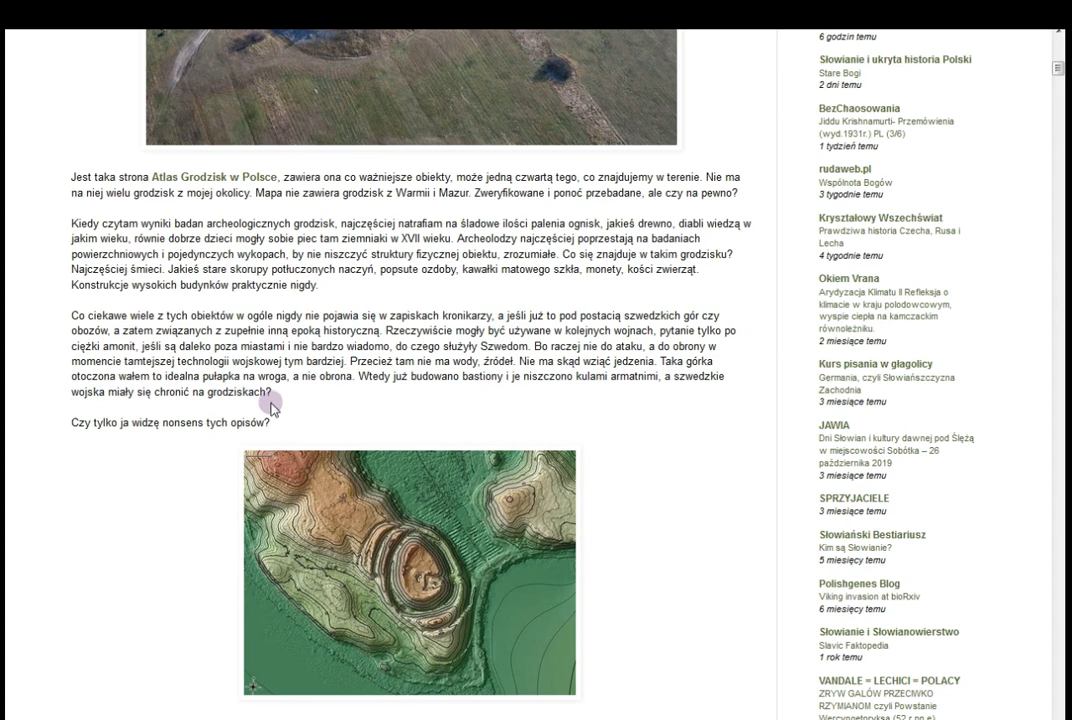 Jest taka strona Atlas Grodzisk w Polsce, zawiera ona co ważniejsze obiekty, może jedną czwartą tego, co znajdujemy w terenie. Nie ma
na niej wielu grodzisk z mojej okolicy. Mapa nie zawiera grodzisk z Warmii i Mazur. Zweryfikowane i ponoć przebadane, ale czy na pewno?
Kiedy czytam wyniki badan archeologicznych grodzisk, najczęściej natrafiam na śladowe ilości palenia ognisk, jakieś drewno, diabli wiedzą w
jakim wieku, równie dobrze dzieci mogły sobie piec tam ziemniaki w XVII wieku. Archeolodzy najczęściej poprzestają na badaniach
powierzchniowych i pojedynczych wykopach, by nie niszczyć struktury fizycznej obiektu, zrozumiałe. Co się znajduje w takim grodzisku?
Najczęściej śmieci. Jakieś stare skorupy potłuczonych naczyń, popsute ozdoby, kawałki matowego szkła, monety, kości zwierząt.
Konstrukcje wysokich budynków praktycznie nigdy.
Co ciekawe wiele z tych obiektów w ogóle nigdy nie pojawia się w zapiskach kronikarzy, a jeśli już to pod postacią szwedzkich gór czy
obozów, a zatem związanych z zupełnie inną epoką historyczną. Rzeczywiście mogły być używane w kolejnych wojnach, pytanie tylko po
ciężki amonit, jeśli są daleko poza miastami i nie bardzo wiadomo, do czego służyły Szwedom. Bo raczej nie do ataku, a do obrony w
momencie tamtejszej technologii wojskowej tym bardziej. Przecież tam nie ma wody, źródeł. Nie ma skąd wziąć jedzenia. Taka górka
otoczona wałem to idealna pułapka na wroga, a nie obrona. Wtedy już budowano bastiony i je niszczono kulami armatnimi, a szwedzkie
wojska miały się chronić na grodziskach?
Czy tylko ja widzę nonsens tych opisów?
6 godzin temu
Słowianie i ukryta historia Polski
Stare Bogi
2 dni temu
BezChaosowania
Jiddu Krishnamurti- Przemówienia
(wyd.1931r.) PL (3/6)
1 tydzień temu
rudaweb.pl
Wspólnota Bogów
3 tygodnie temu
Kryształowy Wszechświat
Prawdziwa historia Czecha, Rusa i
Lecha
4 tygodnie temu
Okiem Vrana
Arydyzacja Klimatu II Refleksja o
klimacie w kraju polodowcowym,
wyspie ciepła na kamczackim
równoleżniku.
2 miesiące temu
Kurs pisania w głagolicy
Germania, czyli Słowiańszczyzna
Zachodnia
3 miesiące temu
JAWIA
Dni Słowian i kultury dawnej pod Ślężą
w miejscowości Sobótka – 26
października 2019
3 miesiące temu
SPRZYJACIELE
3 miesiące temu
Słowiański Bestiariusz
Kim są Słowianie?
5 miesięcy temu
Polishgenes Blog
Viking invasion at bioRxiv
6 miesięcy temu
Słowianie i Słowianowierstwo
Slavic Faktopedia
1 rok temu
VANDALE = LECHICI = POLACY
ZRYW GALÓW PRZECIWKO
RZYMIANOM czyli Powstanie
Wercyngetoryksa (52 r pn e)